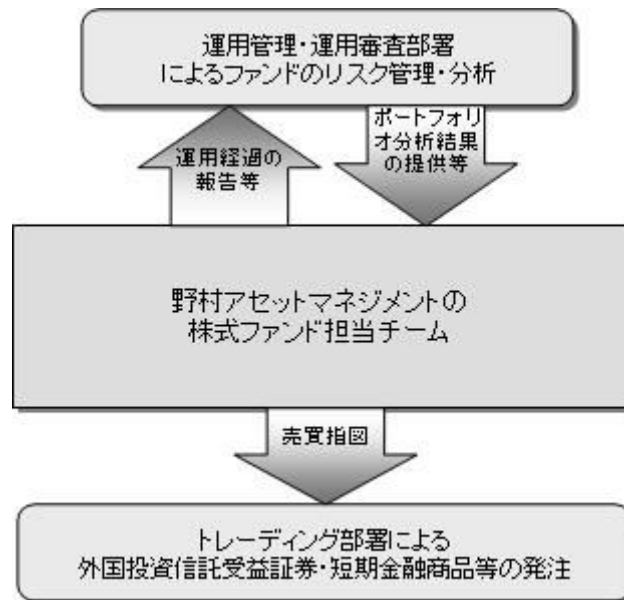 運用管理・運用審査部署
によるファンドのリスク管理・分析
運用経過の
報告等
ポートフォリ
オ分析結果
の提供等
野村アセットマネジメントの
株式ファンド担当チーム
売買指図
トレーディング部署による
外国投資信託受益証券・短期金融商品等の発注